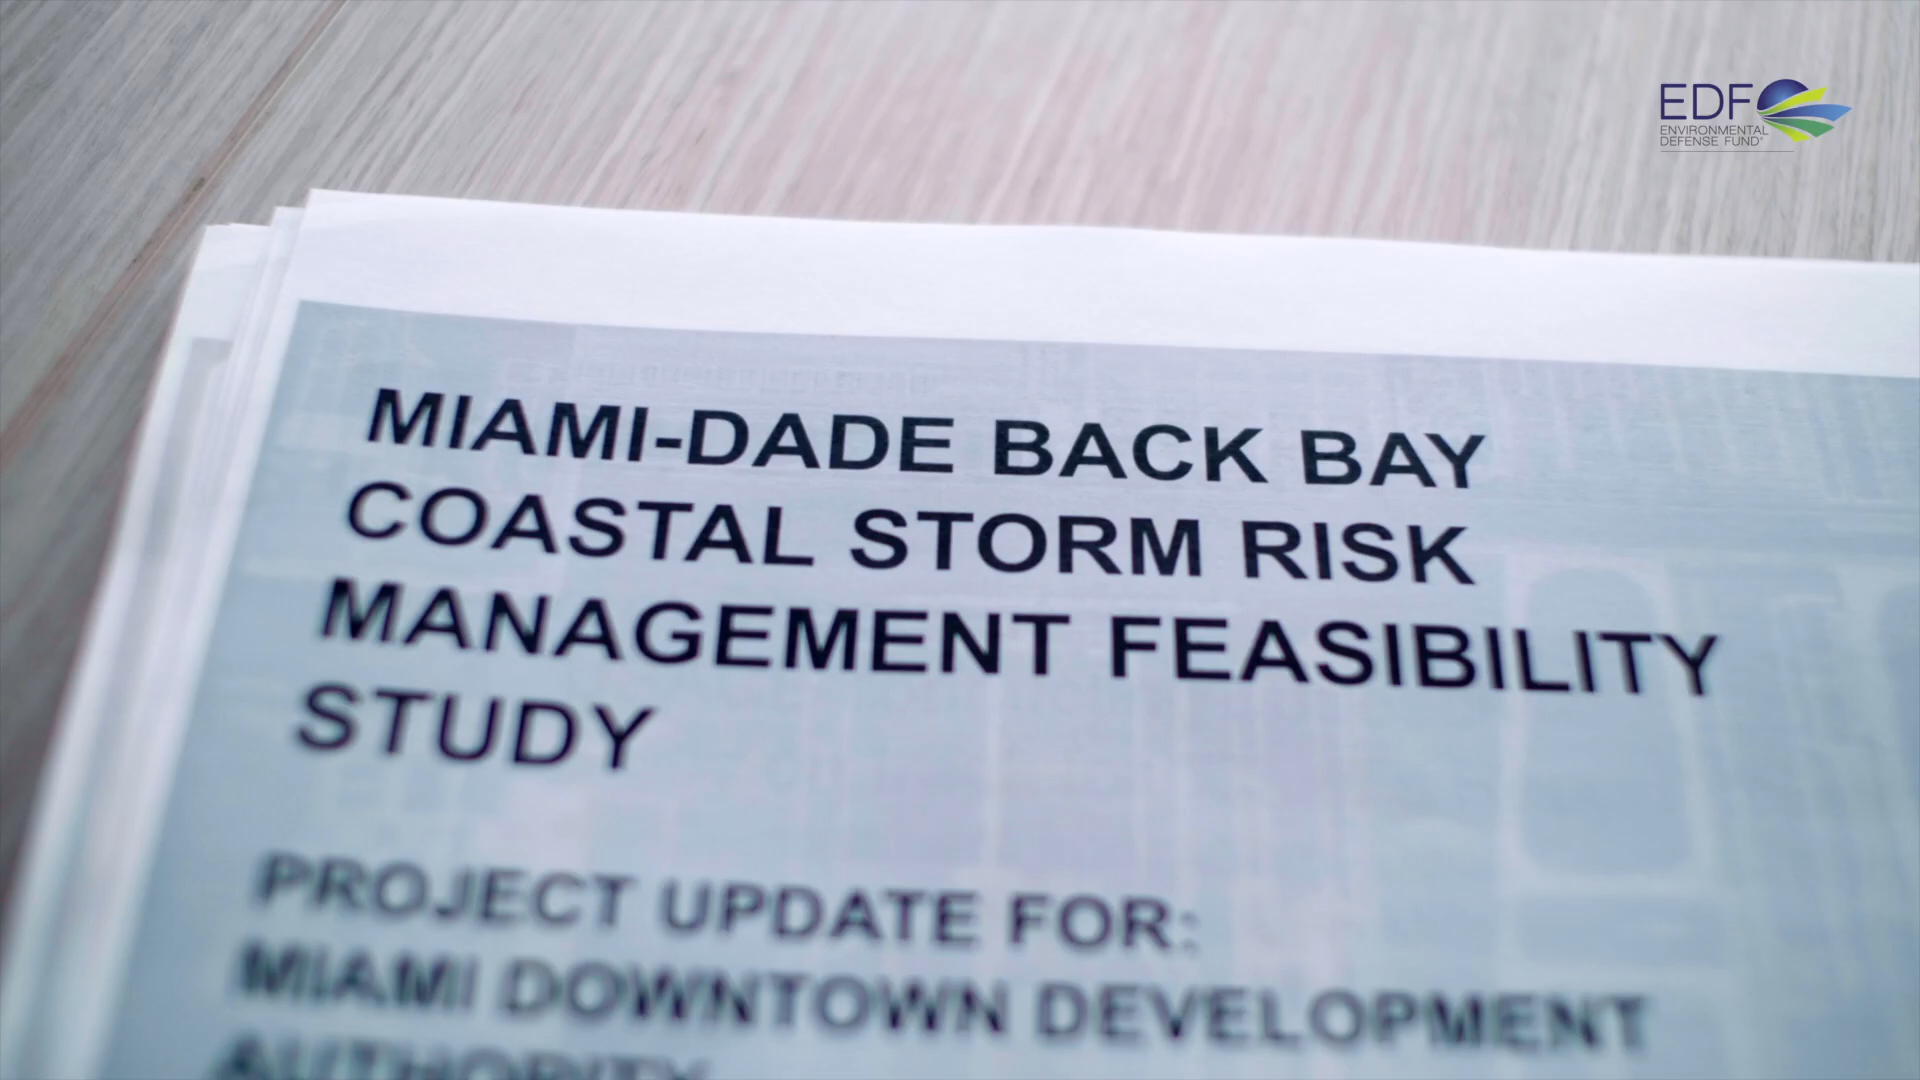 EDF
ENVIRONMENTAL
DEFENSE FUND®
MIAMI-DADE BACK BAY
COASTAL STORM RISK
MANAGEMENT FEASIBILITY
STUDY
PROJECT UPDATE FOR:
MIAMI DOWNTOWN DEVELOPMENT
AUTHORITY